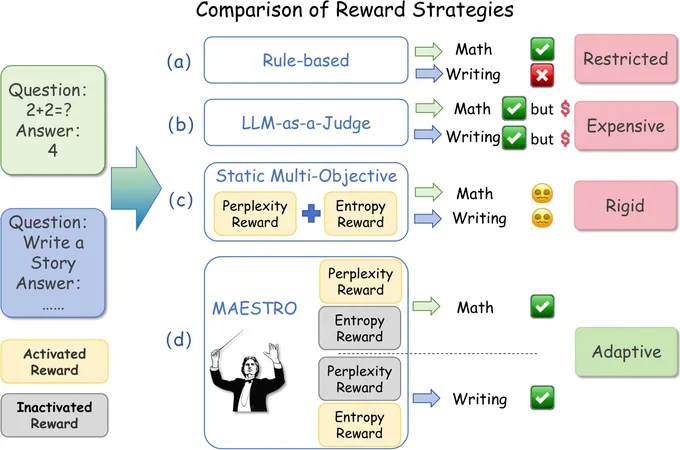 Comparison of Reward Strategies
Question:
2+2=?
Answer:
4
Question:
Write a
Story
Answer:
......
Activated
Reward
Inactivated
Reward
(a)
Rule-based
Math
Writing
Restricted
(b)
LLM-as-a-Judge
Math but $
Writing but $
Expensive
(c)
Static Multi-Objective
Perplexity
Reward
Entropy
Reward
Math
Writing
Rigid
(d)
MAESTRO
Perplexity
Reward
Entropy
Reward
Perplexity
Reward
Entropy
Reward
Math
Writing
Adaptive